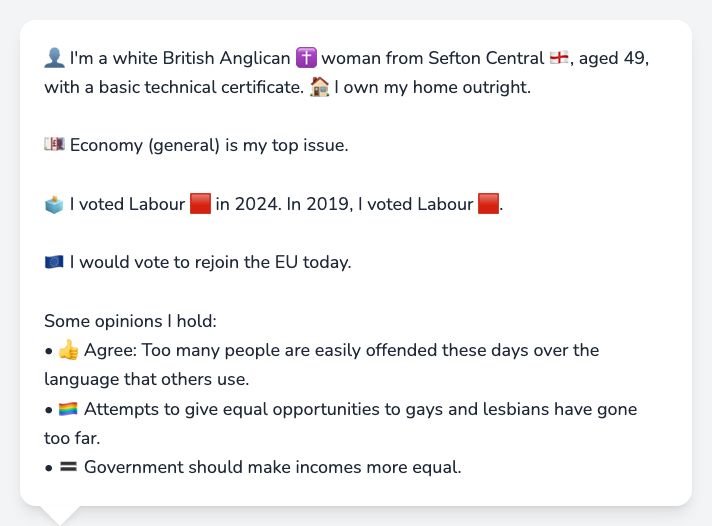 👤 I'm a white British Anglican ✝️ woman from Sefton Central 🏴󠁧󠁢󠁥󠁮󠁧󠁿, aged 49,
with a basic technical certificate. 🏠 I own my home outright.
💷 Economy (general) is my top issue.
🗳️ I voted Labour 🟥 in 2024. In 2019, I voted Labour 🟥.
🇪🇺 I would vote to rejoin the EU today.
Some opinions I hold:
• 👍 Agree: Too many people are easily offended these days over the
language that others use.
• 🏳️‍🌈 Attempts to give equal opportunities to gays and lesbians have gone
too far.
• 🟰 Government should make incomes more equal.